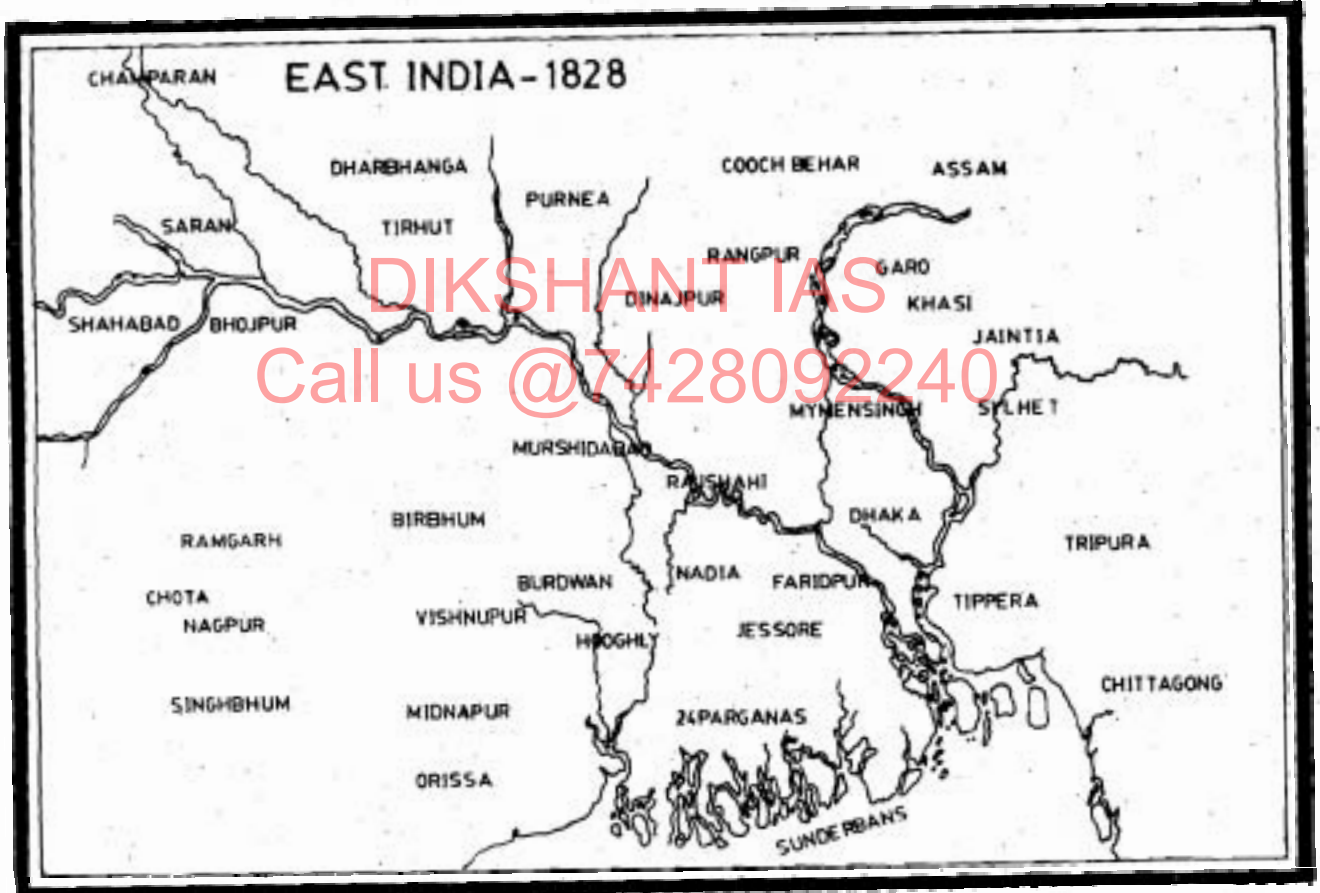 EAST INDIA-1828
CHAMPARAN
DHARBHANGA
COOCH BEHAR
ASSAM
PURNEA
SARAN
TIRHUT
RANGPUR
GARO
DIKSHANT IAS
DINAJPUR
KHASI
SHAHABAD
BHOJPUR
JAINTIA
Call us @7428092240
MYMENSINGH
SYLHET
MURSHIDABAD
RAJSHAHI
BIRBHUM
DHAKA
RAMGARH
TRIPURA
BURDWAN
NADIA
FARIDPUR
CHOTA
NAGPUR
VISHNUPUR
TIPPERA
HOOGHLY
JESSORE
CHITTAGONG
SINGHBHUM
MIDNAPUR
24PARGANAS
ORISSA
SUNDERBANS